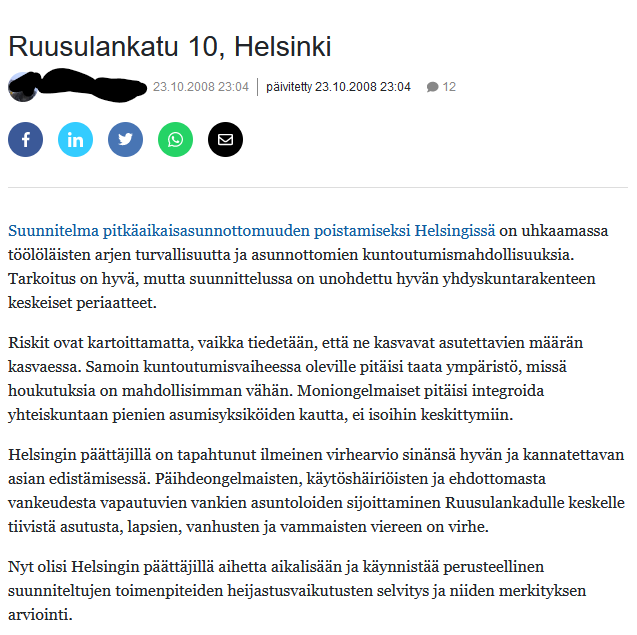 Ruusulankatu 10, Helsinki
23.10.2008 23:04 päivitetty 23.10.2008 23:04 12
Suunnitelma pitkäaikaisasunnottomuuden poistamiseksi Helsingissä on uhkaamassa
töölöläisten arjen turvallisuutta ja asunnottomien kuntoutumismahdollisuuksia.
Tarkoitus on hyvä, mutta suunnittelussa on unohdettu hyvän yhdyskuntarakenteen
keskeiset periaatteet.
Riskit ovat kartoittamatta, vaikka tiedetään, että ne kasvavat asutettavien määrän
kasvaessa. Samoin kuntoutumisvaiheessa oleville pitäisi taata ympäristö, missä
houkutuksia on mahdollisimman vähän. Moniongelmaiset pitäisi integroida
yhteiskuntaan pienien asumisyksiköiden kautta, ei isoihin keskittymiin.
Helsingin päättäjillä on tapahtunut ilmeinen virhearvio sinänsä hyvän ja kannatettavan
asian edistämisessä. Päihdeongelmaisten, käytöshäiriöisten ja ehdottomasta
vankeudesta vapautuvien vankien asuntoloiden sijoittaminen Ruusulankadulle keskelle
tiivistä asutusta, lapsien, vanhusten ja vammaisten viereen on virhe.
Nyt olisi Helsingin päättäjillä aihetta aikalisään ja käynnistää perusteellinen
suunniteltujen toimenpiteiden heijastusvaikutusten selvitys ja niiden merkityksen
arviointi.